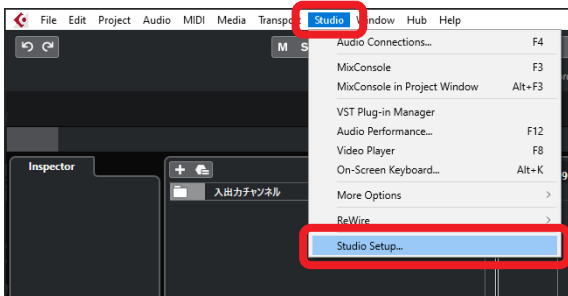 File Edit Project Audio MIDI Media Transport Studio Window Hub Help
M S
Audio Connections... F4
MixConsole F3
MixConsole in Project Window Alt+F3
VST Plug-in Manager
Audio Performance... F12
Video Player F8
On-Screen Keyboard... Alt+K
More Options
ReWire
Studio Setup...
Inspector
入出力チャンネル
9